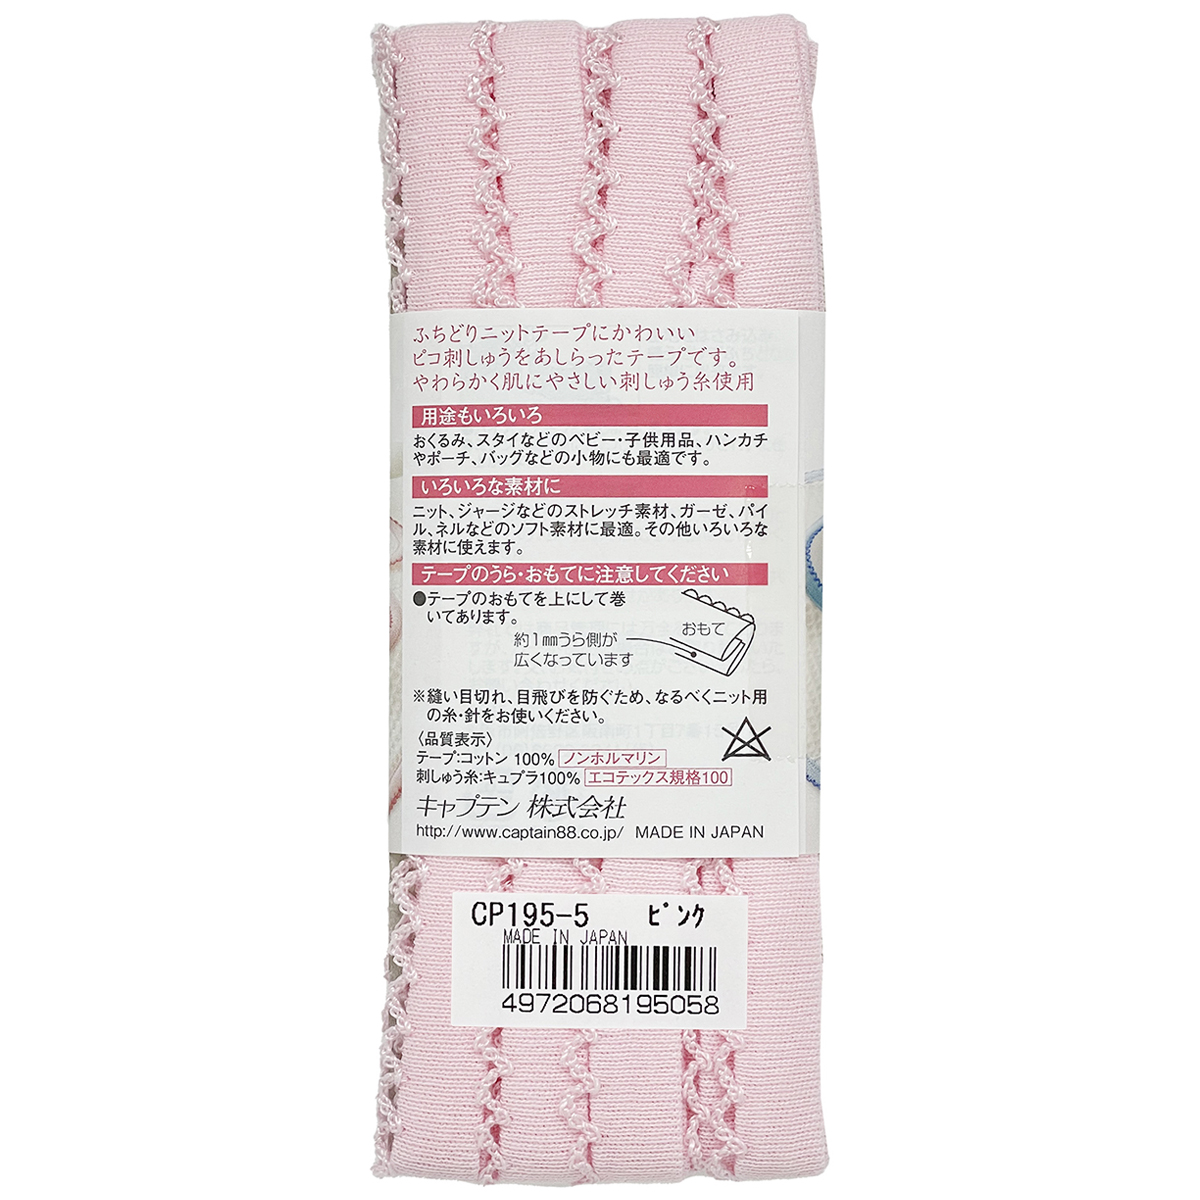 ふちどりニットテープにかわいい
ピコ刺しゅうをあしらったテープです。
やわらかく肌にやさしい刺しゅう糸使用
用途もいろいろ
おくるみ、スタイなどのベビー・子供用品、ハンカチ
やポーチ、バッグなどの小物にも最適です。
いろいろな素材に
ニット、ジャージなどのストレッチ素材、ガーゼ、パイ
ル、ネルなどのソフト素材に最適。その他いろいろな
素材に使えます。
テープのうら・おもてに注意してください
●テープのおもてを上にして巻
いてあります。
おもて
約1㎜うら側が
広くなっています
※縫い目切れ、目飛びを防ぐため、なるべくニット用
の糸・針をお使いください。
〈品質表示〉
テープ:コットン 100% ノンホルマリン
刺しゅう糸:キュプラ100% エコテックス規格100
キャプテン 株式会社
http://www.captain88.co.jp/ MADE IN JAPAN
CP195-5 ﾋﾟﾝｸ
MADE IN JAPAN
4972068195058